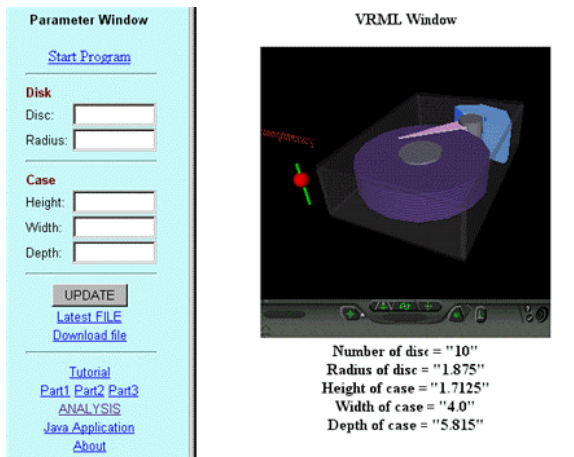 Parameter Window
Start Program
Disk
Disc:
Radius:
Case
Height:
Width:
Depth:
UPDATE
Latest FILE
Download file
Tutorial
Part1 Part2 Part3
ANALYSIS
Java Application
About
VRML Window
Number of disc = "10"
Radius of disc = "1.875"
Height of case = "1.7125"
Width of case = "4.0"
Depth of case = "5.815"